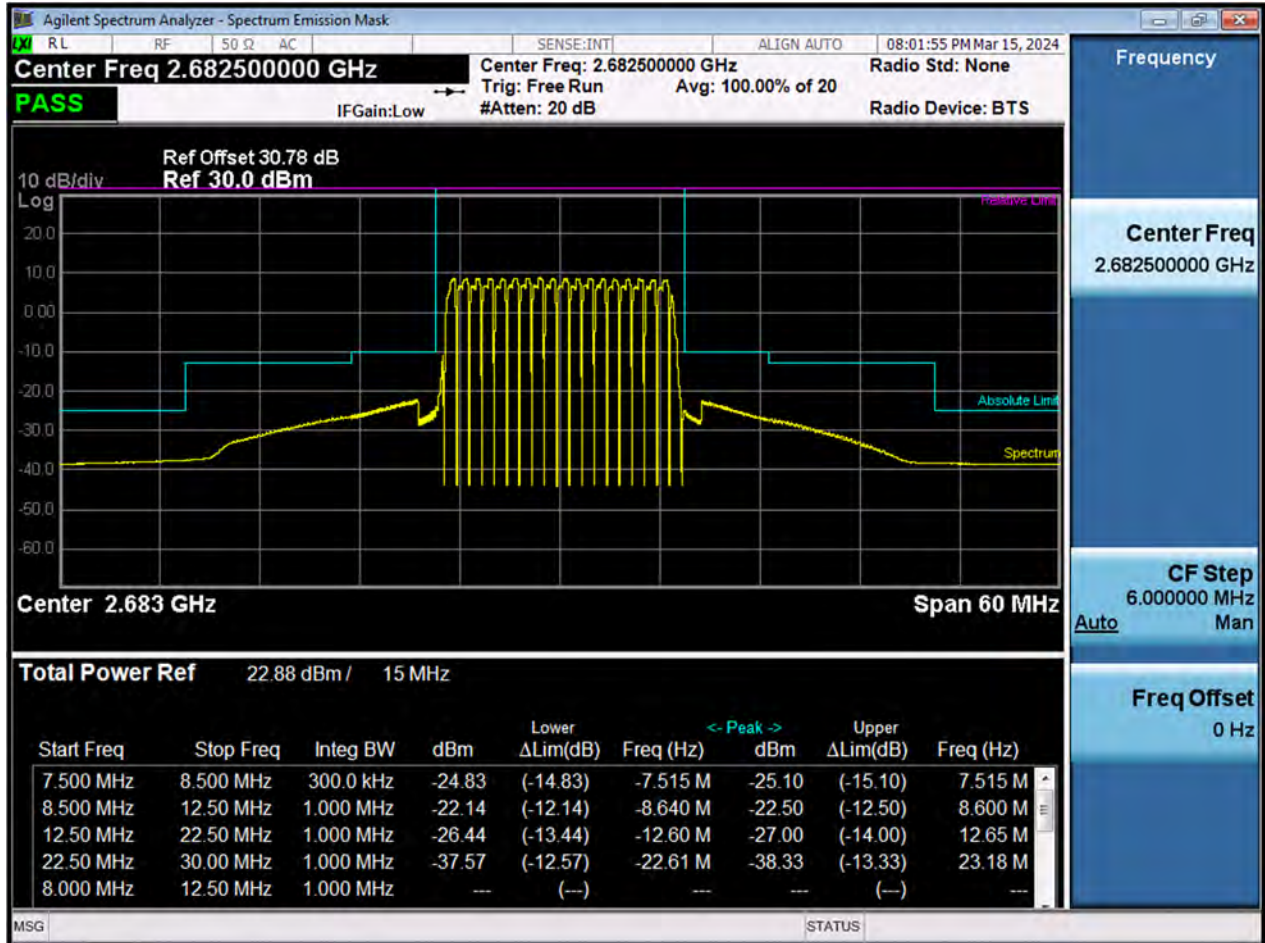 Agilent Spectrum Analyzer - Spectrum Emission Mask
LXI RL RF 50 Ω AC SENSE:INT ALIGN AUTO 08:01:55 PM Mar 15, 2024
Center Freq 2.682500000 GHz
Center Freq: 2.682500000 GHz Radio Std: None
Trig: Free Run Avg: 100.00% of 20
PASS
IFGain:Low #Atten: 20 dB Radio Device: BTS
Ref Offset 30.78 dB
10 dB/div Ref 30.0 dBm
Log
Relative Limit
20.0
10.0
0.00
-10.0
-20.0
Absolute Limit
-30.0
Spectrum
-40.0
-50.0
-60.0
Center 2.683 GHz Span 60 MHz
Total Power Ref 22.88 dBm / 15 MHz
Lower <- Peak -> Upper
Start Freq Stop Freq Integ BW dBm ΔLim(dB) Freq (Hz) dBm ΔLim(dB) Freq (Hz)
7.500 MHz 8.500 MHz 300.0 kHz -24.83 (-14.83) -7.515 M -25.10 (-15.10) 7.515 M
8.500 MHz 12.50 MHz 1.000 MHz -22.14 (-12.14) -8.640 M -22.50 (-12.50) 8.600 M
12.50 MHz 22.50 MHz 1.000 MHz -26.44 (-13.44) -12.60 M -27.00 (-14.00) 12.65 M
22.50 MHz 30.00 MHz 1.000 MHz -37.57 (-12.57) -22.61 M -38.33 (-13.33) 23.18 M
8.000 MHz 12.50 MHz 1.000 MHz --- (---) --- --- (---) ---
MSG STATUS
Frequency
Center Freq
2.682500000 GHz
CF Step
6.000000 MHz
Auto Man
Freq Offset
0 Hz